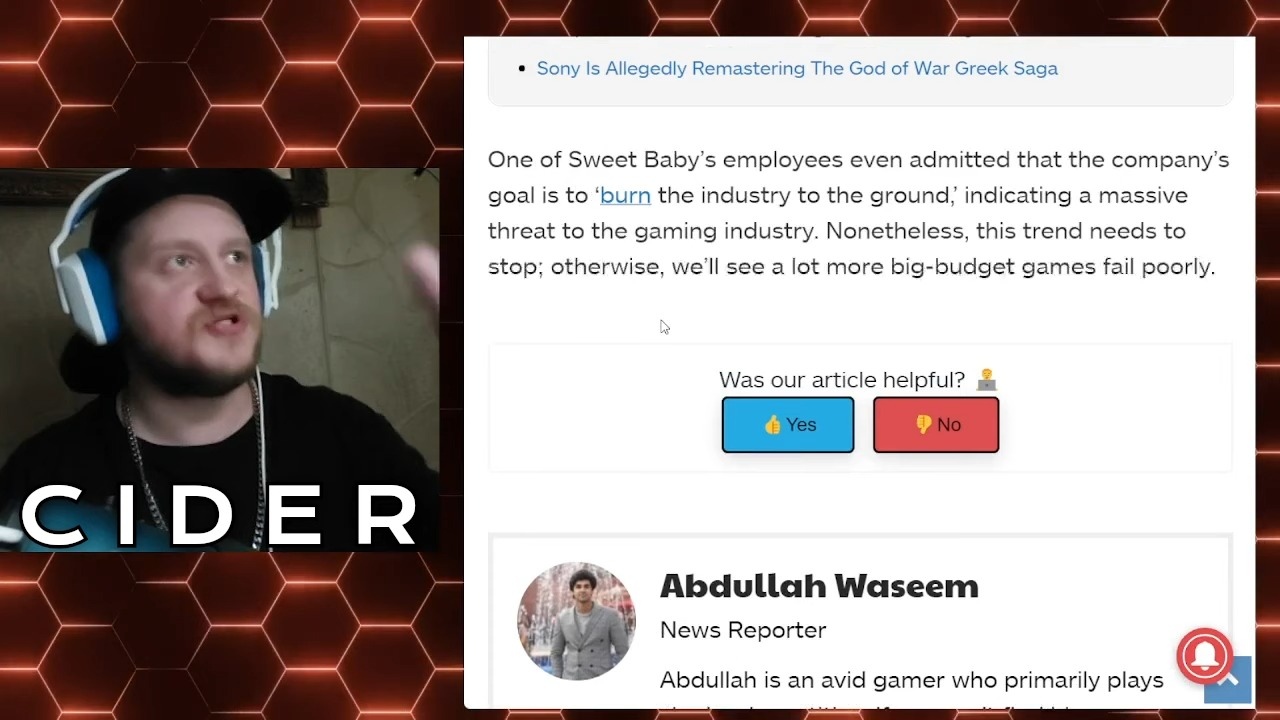 Sony Is Allegedly Remastering The God of War Greek Saga
One of Sweet Baby’s employees even admitted that the company’s
goal is to ‘burn the industry to the ground,’ indicating a massive
threat to the gaming industry. Nonetheless, this trend needs to
stop; otherwise, we’ll see a lot more big-budget games fail poorly.
Was our article helpful?
Yes
No
CIDER
Abdullah Waseem
News Reporter
Abdullah is an avid gamer who primarily plays